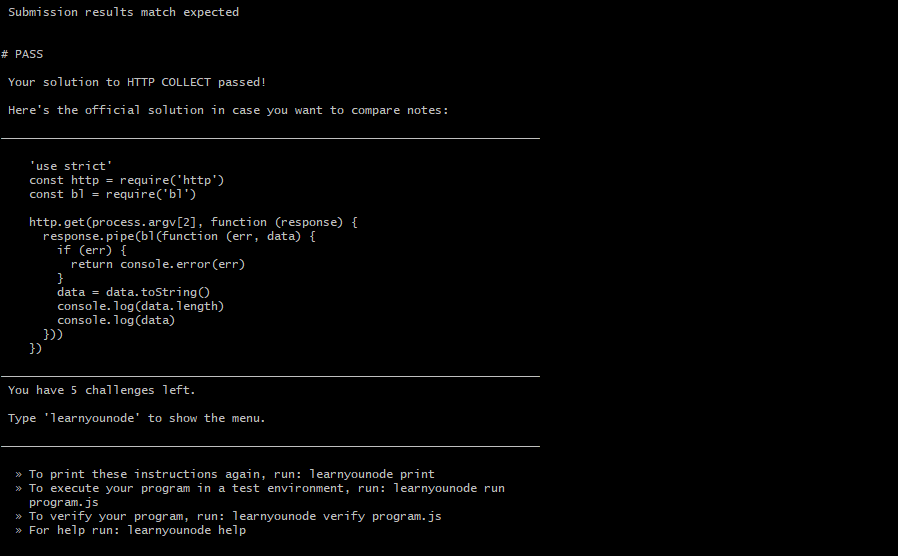 Submission results match expected
# PASS
Your solution to HTTP COLLECT passed!
Here's the official solution in case you want to compare notes:
'use strict'
const http = require('http')
const bl = require('bl')
http.get(process.argv[2], function (response) {
response.pipe(bl(function (err, data) {
if (err) {
return console.error(err)
}
data = data.toString()
console.log(data.length)
console.log(data)
}))
})
You have 5 challenges left.
Type 'learnyounode' to show the menu.
» To print these instructions again, run: learnyounode print
» To execute your program in a test environment, run: learnyounode run
program.js
» To verify your program, run: learnyounode verify program.js
» For help run: learnyounode help